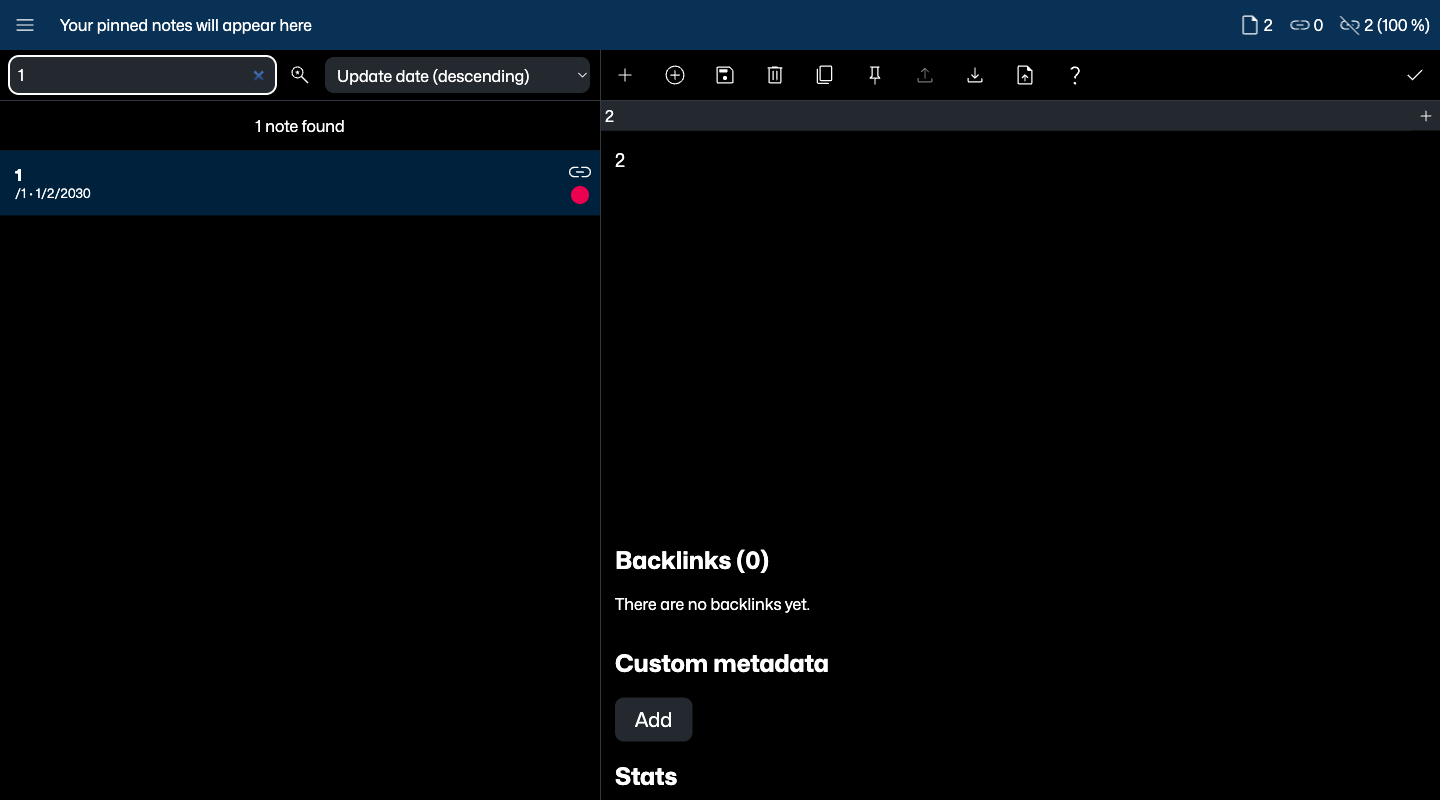 Your pinned notes will appear here
2
0
2 (100 %)
1
Update date (descending)
1 note found
1
/1 · 1/2/2030
2
2
Backlinks (0)
There are no backlinks yet.
Custom metadata
Add
Stats